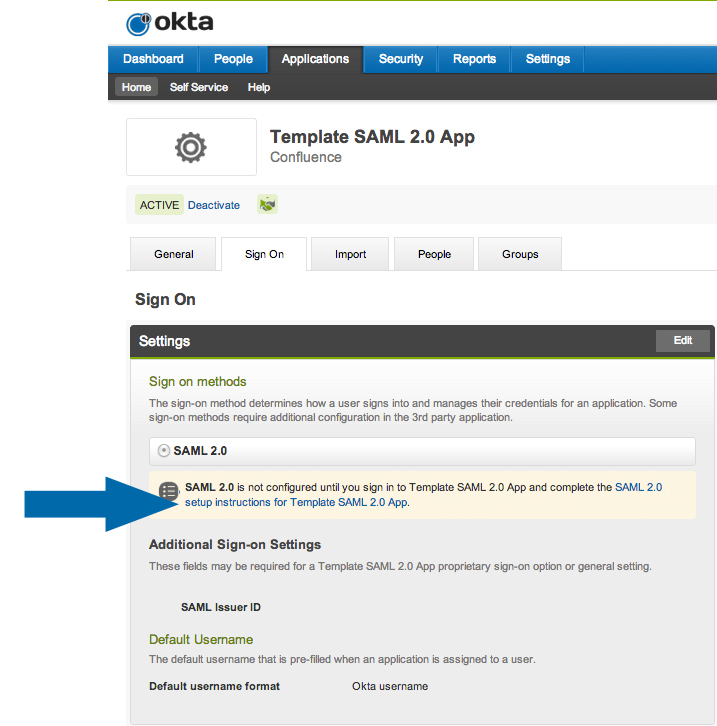 okta
Dashboard People Applications Security Reports Settings
Home Self Service Help
Template SAML 2.0 App
Confluence
ACTIVE Deactivate
General Sign On Import People Groups
Sign On
Settings Edit
Sign on methods
The sign-on method determines how a user signs into and manages their credentials for an application. Some
sign-on methods require additional configuration in the 3rd party application.
SAML 2.0
SAML 2.0 is not configured until you sign in to Template SAML 2.0 App and complete the SAML 2.0
setup instructions for Template SAML 2.0 App.
Additional Sign-on Settings
These fields may be required for a Template SAML 2.0 App proprietary sign-on option or general setting.
SAML Issuer ID
Default Username
The default username that is pre-filled when an application is assigned to a user.
Default username format Okta username